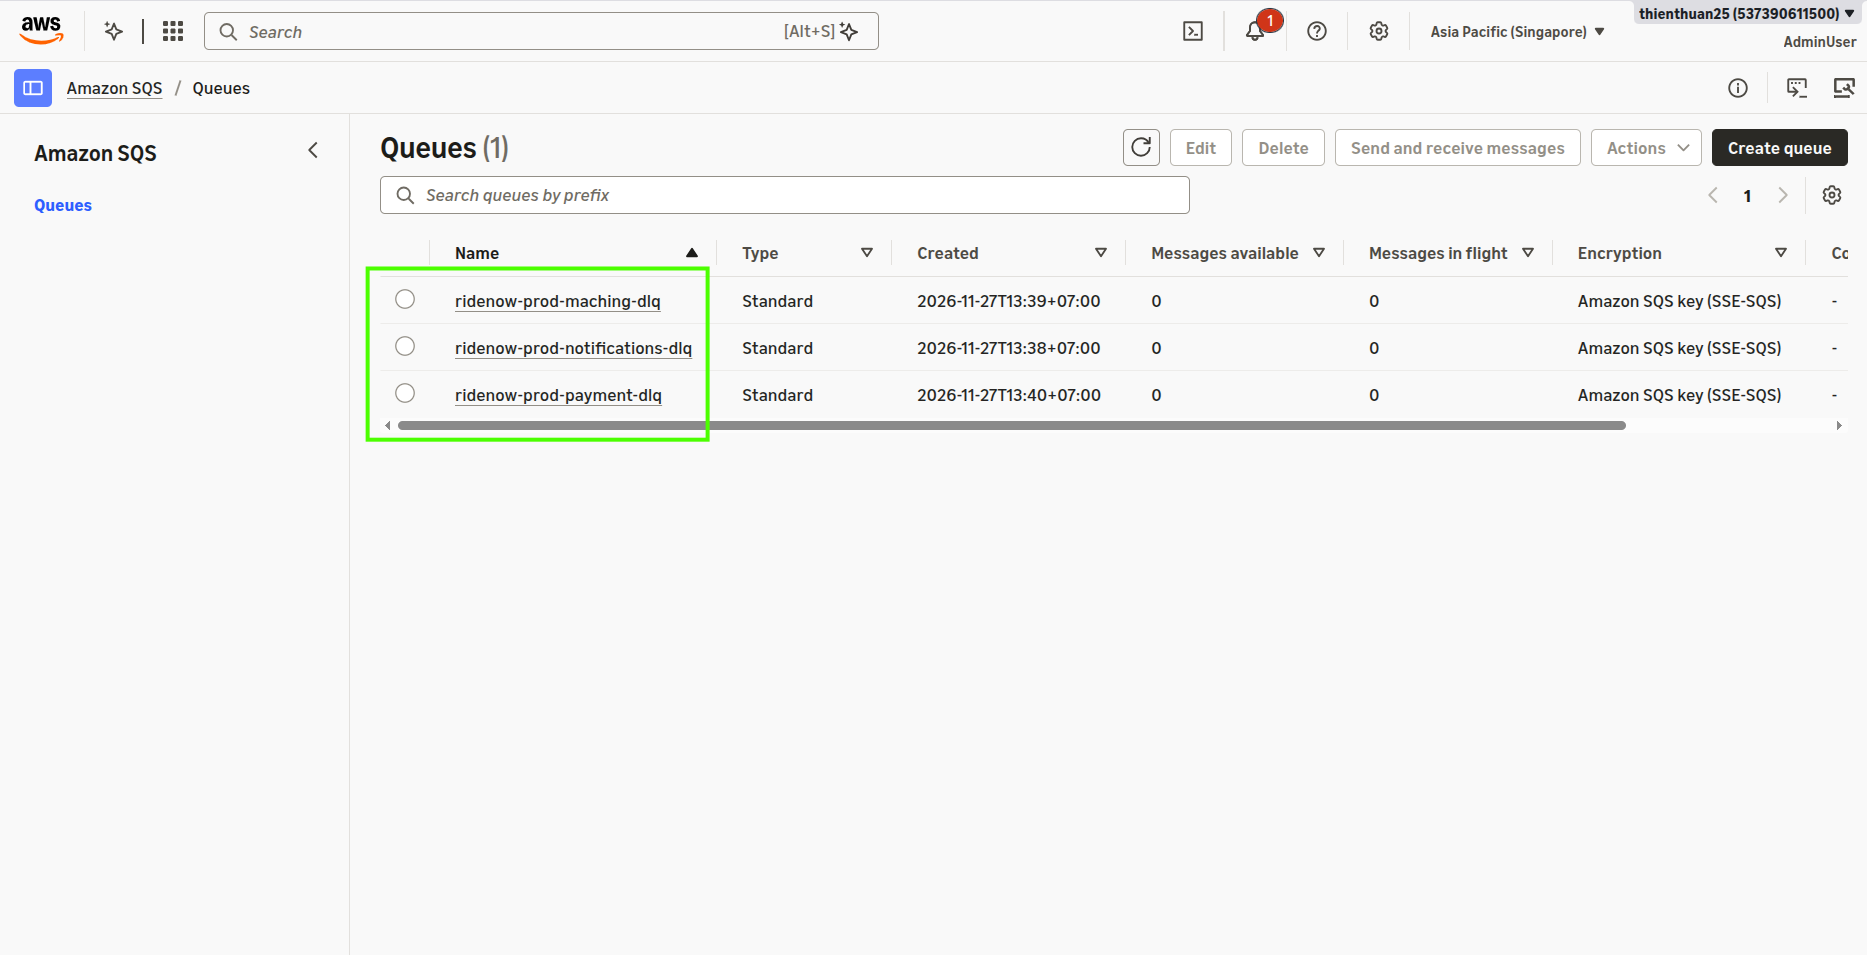 aws
Search [Alt+S]
1
Asia Pacific (Singapore)
thienthuan25 (537390611500)
AdminUser
Amazon SQS / Queues
Amazon SQS
Queues
Queues (1)
Edit
Delete
Send and receive messages
Actions
Create queue
Search queues by prefix
1
Name Type Created Messages available Messages in flight Encryption Co
ridenow-prod-maching-dlq Standard 2026-11-27T13:39+07:00 0 0 Amazon SQS key (SSE-SQS) -
ridenow-prod-notifications-dlq Standard 2026-11-27T13:38+07:00 0 0 Amazon SQS key (SSE-SQS) -
ridenow-prod-payment-dlq Standard 2026-11-27T13:40+07:00 0 0 Amazon SQS key (SSE-SQS) -